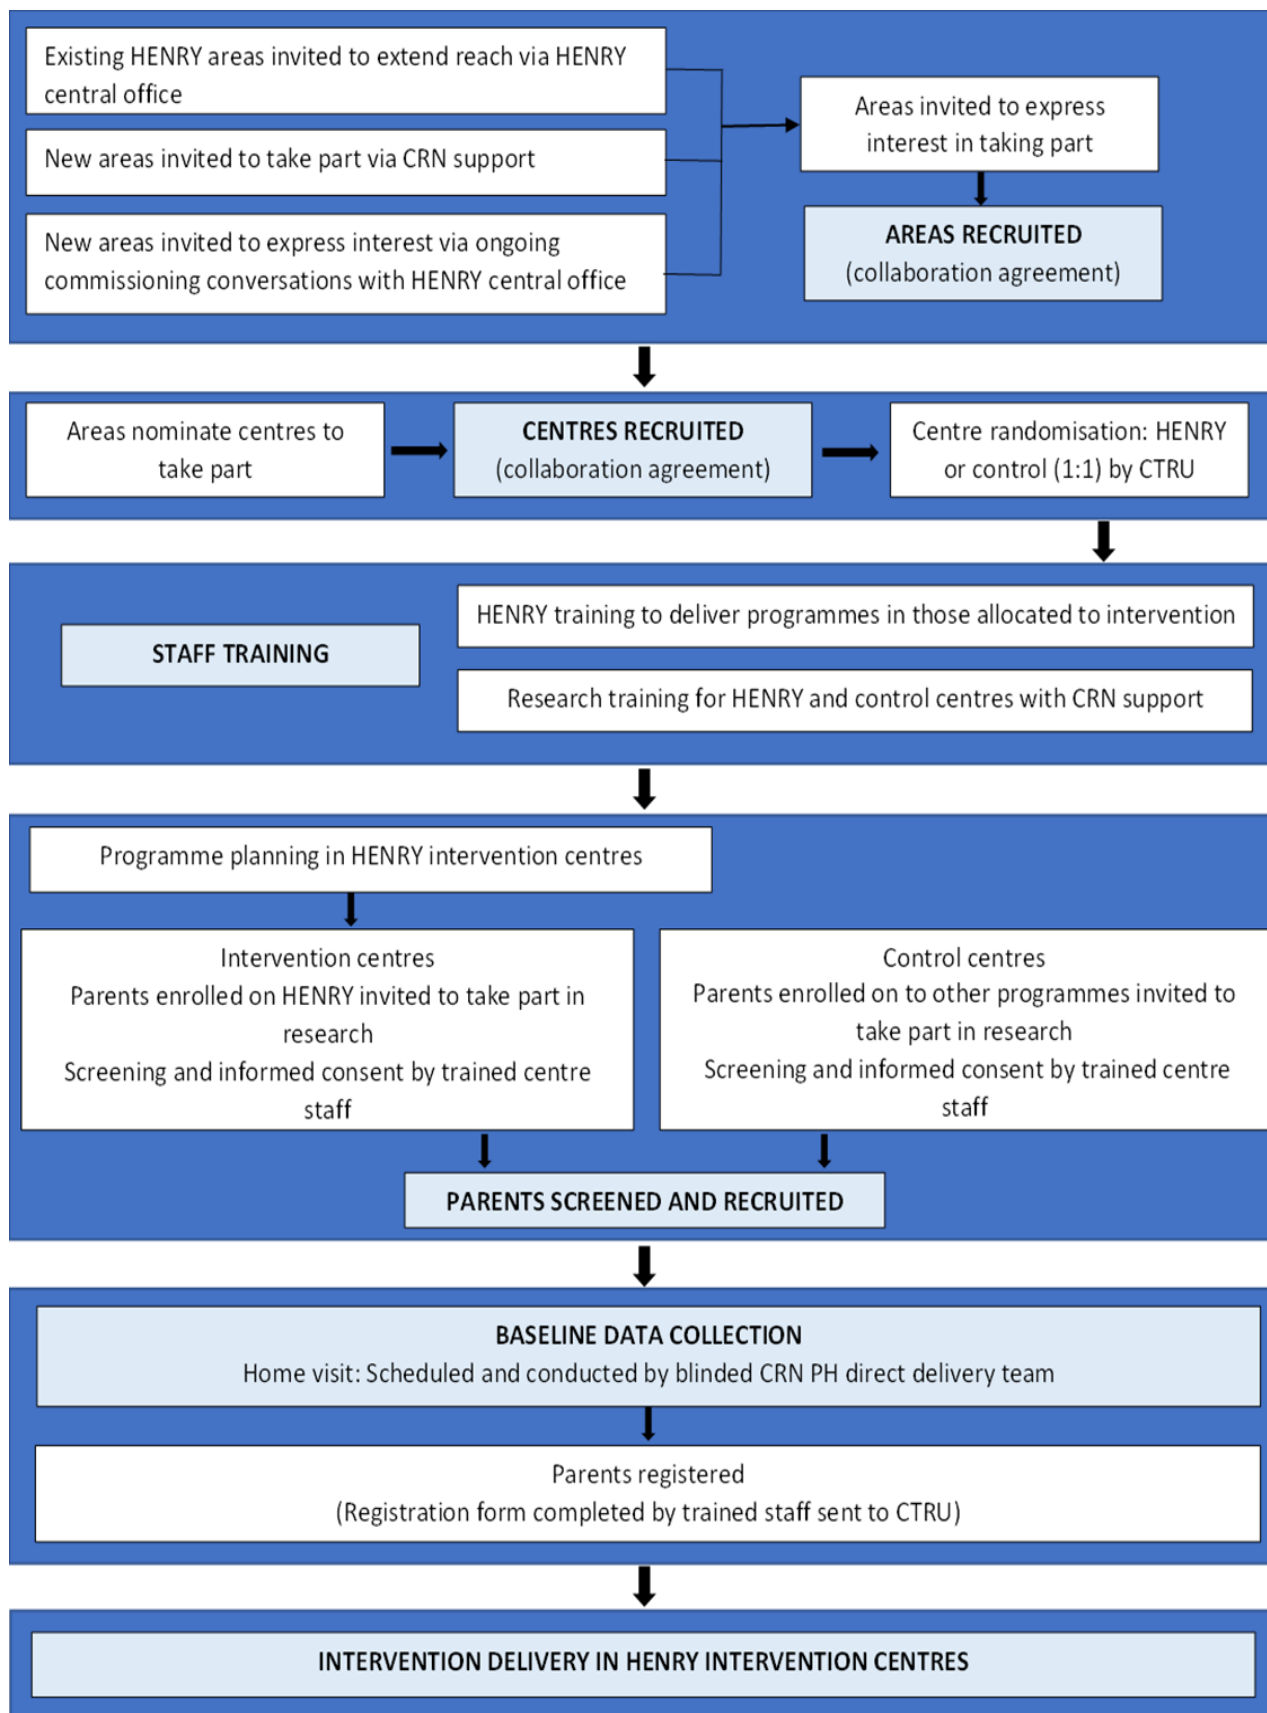 Existing HENRY areas invited to extend reach via HENRY
central office
New areas invited to take part via CRN support
New areas invited to express interest via ongoing
commissioning conversations with HENRY central office
Areas invited to express
interest in taking part
AREAS RECRUITED
(collaboration agreement)
Areas nominate centres to
take part
CENTRES RECRUITED
(collaboration agreement)
Centre randomisation: HENRY
or control (1:1) by CTRU
STAFF TRAINING
HENRY training to deliver programmes in those allocated to intervention
Research training for HENRY and control centres with CRN support
Programme planning in HENRY intervention centres
Intervention centres
Parents enrolled on HENRY invited to take part in
research
Screening and informed consent by trained centre
staff
Control centres
Parents enrolled on to other programmes invited to
take part in research
Screening and informed consent by trained centre
staff
PARENTS SCREENED AND RECRUITED
BASELINE DATA COLLECTION
Home visit: Scheduled and conducted by blinded CRN PH direct delivery team
Parents registered
(Registration form completed by trained staff sent to CTRU)
INTERVENTION DELIVERY IN HENRY INTERVENTION CENTRES